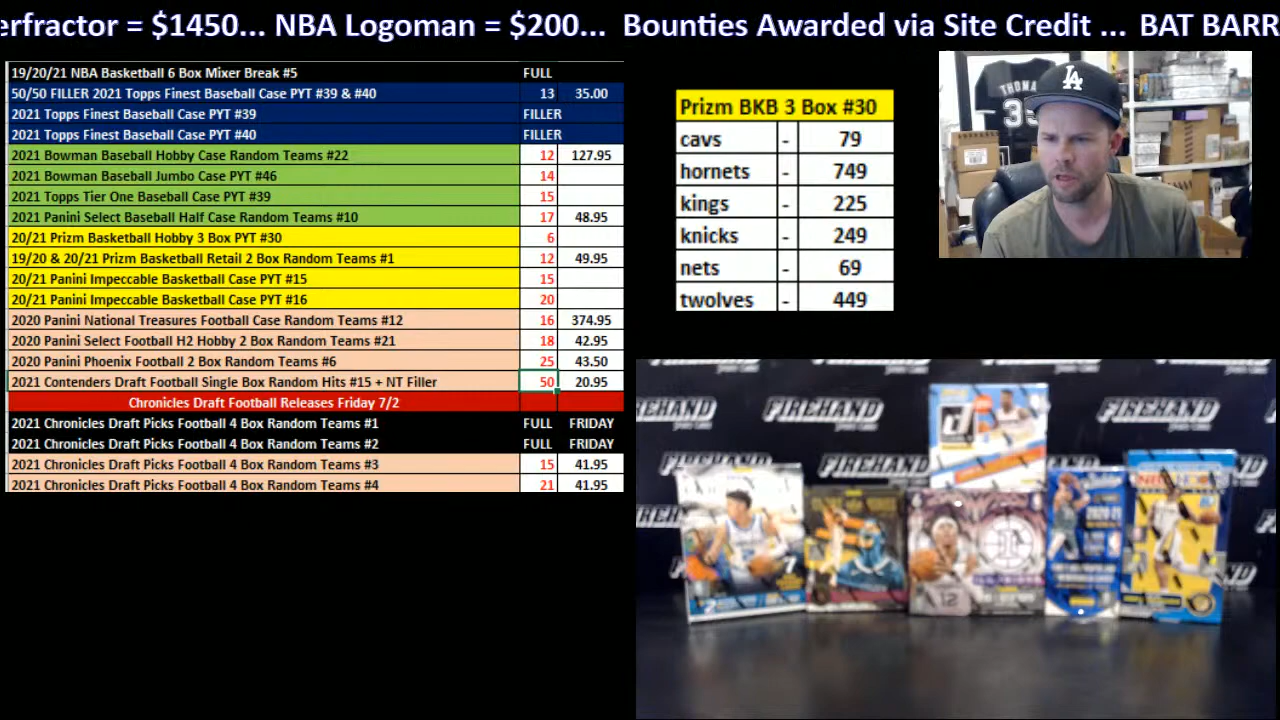 erfractor = $1450... NBA Logoman = $200... Bounties Awarded via Site Credit ... BAT BARR
19/20/21 NBA Basketball 6 Box Mixer Break #5 FULL
50/50 FILLER 2021 Topps Finest Baseball Case PYT #39 & #40 13 35.00
2021 Topps Finest Baseball Case PYT #39 FILLER
2021 Topps Finest Baseball Case PYT #40 FILLER
2021 Bowman Baseball Hobby Case Random Teams #22 12 127.95
2021 Bowman Baseball Jumbo Case PYT #46 14
2021 Topps Tier One Baseball Case PYT #39 15
2021 Panini Select Baseball Half Case Random Teams #10 17 48.95
20/21 Prizm Basketball Hobby 3 Box PYT #30 6
19/20 & 20/21 Prizm Basketball Retail 2 Box Random Teams #1 12 49.95
20/21 Panini Impeccable Basketball Case PYT #15 15
20/21 Panini Impeccable Basketball Case PYT #16 20
2020 Panini National Treasures Football Case Random Teams #12 16 374.95
2020 Panini Select Football H2 Hobby 2 Box Random Teams #21 18 42.95
2020 Panini Phoenix Football 2 Box Random Teams #6 25 43.50
2021 Contenders Draft Football Single Box Random Hits #15 + NT Filler 50 20.95
Chronicles Draft Football Releases Friday 7/2
2021 Chronicles Draft Picks Football 4 Box Random Teams #1 FULL FRIDAY
2021 Chronicles Draft Picks Football 4 Box Random Teams #2 FULL FRIDAY
2021 Chronicles Draft Picks Football 4 Box Random Teams #3 15 41.95
2021 Chronicles Draft Picks Football 4 Box Random Teams #4 21 41.95
Prizm BKB 3 Box #30
cavs - 79
hornets - 749
kings - 225
knicks - 249
nets - 69
twolves - 449
LA
THOMA
FIREHAND
FIREHAND
FIREHAND
FIREHAND
FIREHAND